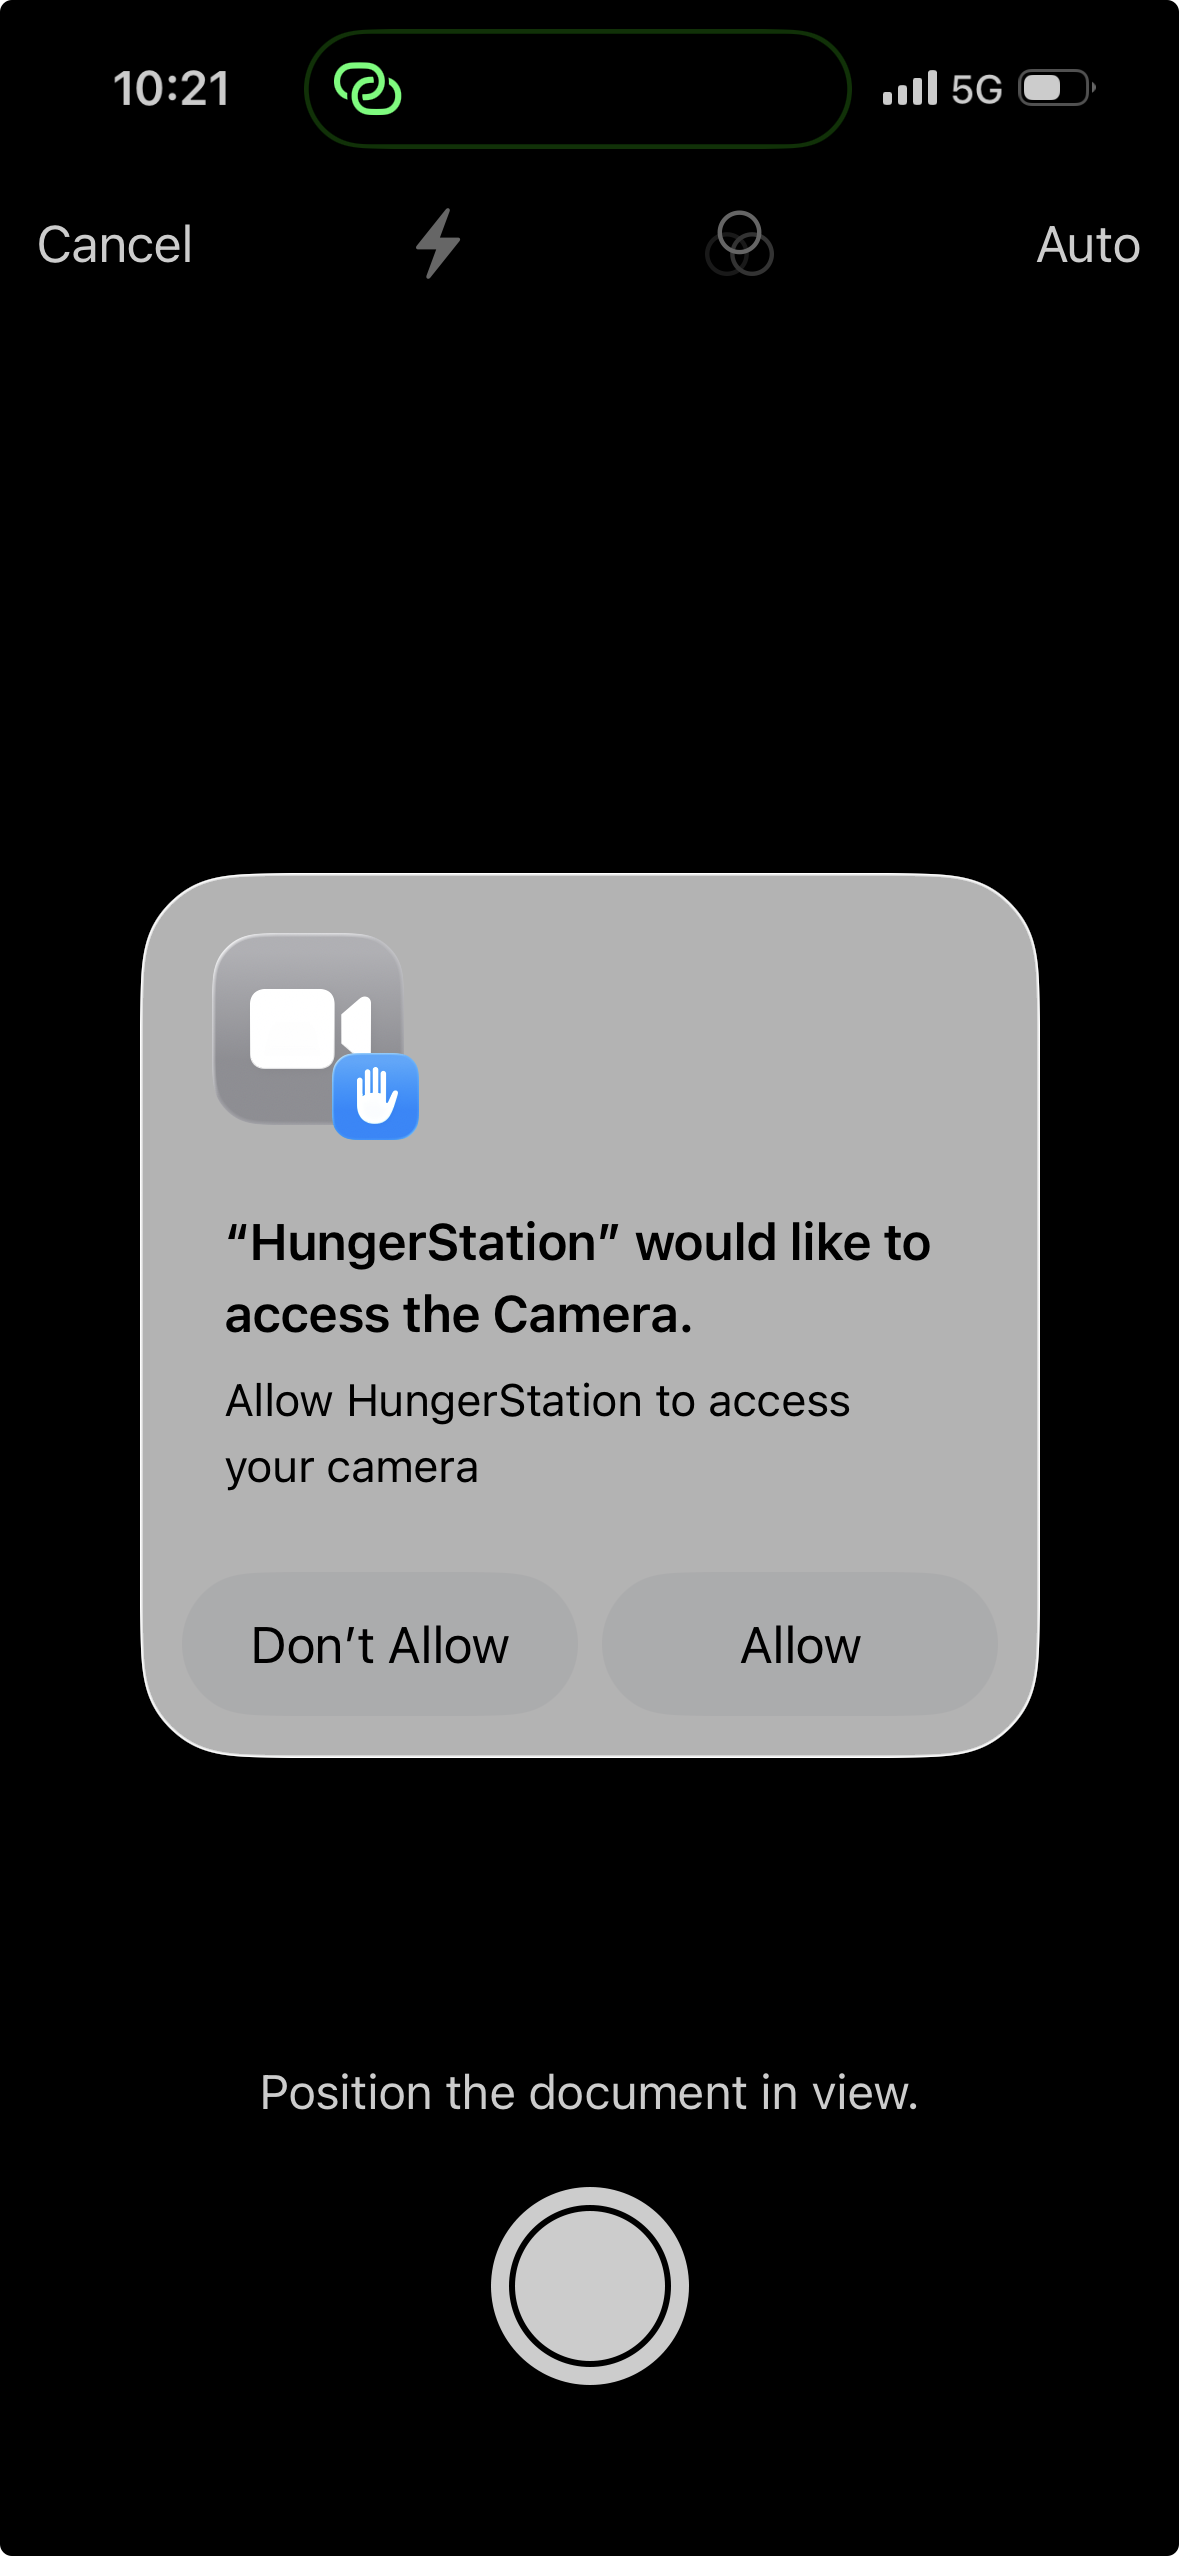 10:21
5G
Cancel
Auto
“HungerStation” would like to
access the Camera.
Allow HungerStation to access
your camera
Don’t Allow
Allow
Position the document in view.